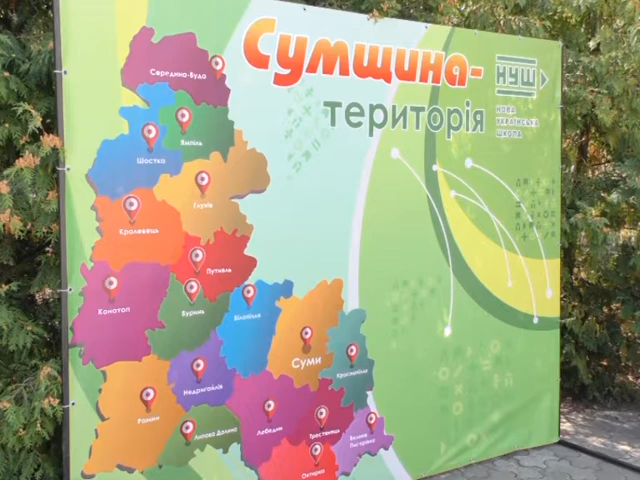 Сумщина-
територія
НУШ
НОВА
УКРАЇНСЬКА
ШКОЛА
Середина-Буда
Ямпіль
Шостка
Глухів
Кролевець
Путивль
Конотоп
Буринь
Білопілля
Суми
Краснопілля
Недригайлів
Ромни
Липова Долина
Лебедин
Тростянець
Велика
Писарівка
Охтирка